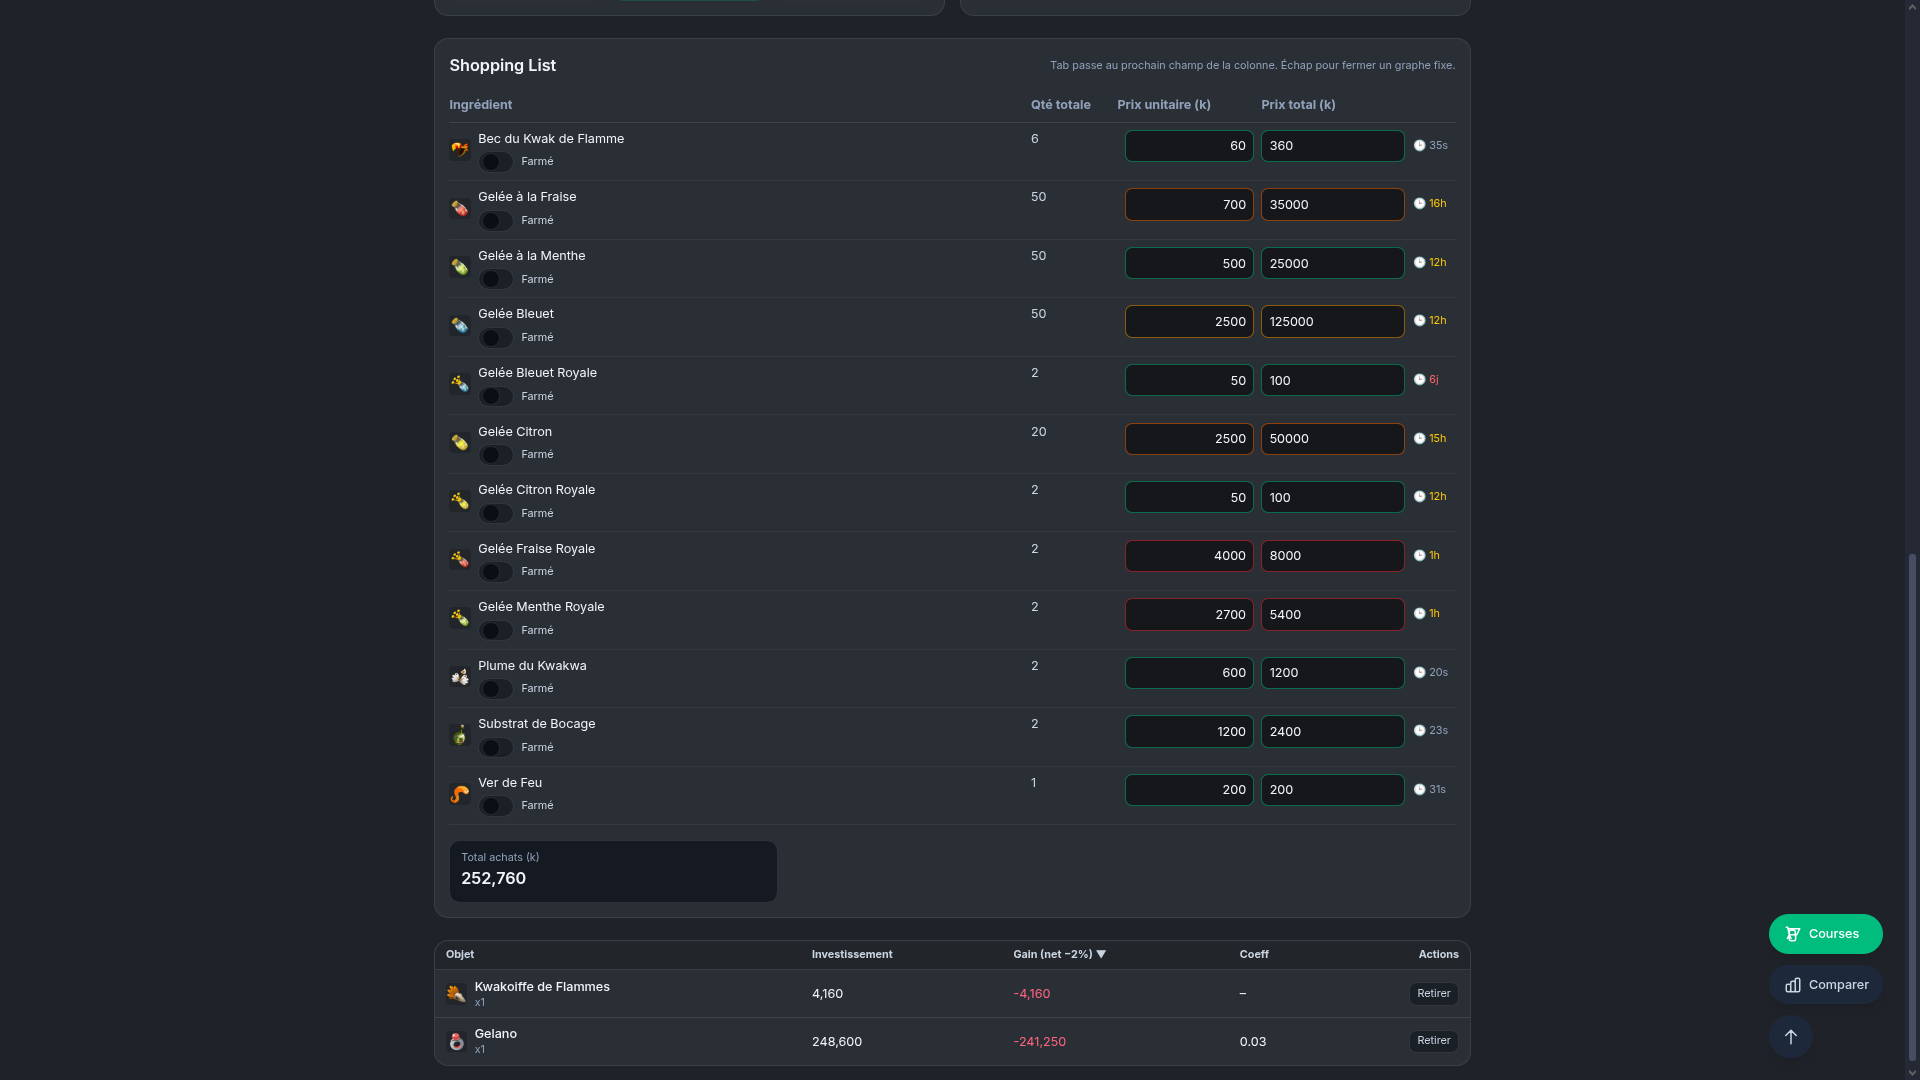 Shopping List
Tab passe au prochain champ de la colonne. Échap pour fermer un graphe fixe.
Ingrédient Qté totale Prix unitaire (k) Prix total (k)
Bec du Kwak de Flamme 6 60 360 35s
Farmé
Gelée à la Fraise 50 700 35000 16h
Farmé
Gelée à la Menthe 50 500 25000 12h
Farmé
Gelée Bleuet 50 2500 125000 12h
Farmé
Gelée Bleuet Royale 2 50 100 6j
Farmé
Gelée Citron 20 2500 50000 15h
Farmé
Gelée Citron Royale 2 50 100 12h
Farmé
Gelée Fraise Royale 2 4000 8000 1h
Farmé
Gelée Menthe Royale 2 2700 5400 1h
Farmé
Plume du Kwakwa 2 600 1200 20s
Farmé
Substrat de Bocage 2 1200 2400 23s
Farmé
Ver de Feu 1 200 200 31s
Farmé
Total achats (k)
252,760
Courses
Comparer
Objet Investissement Gain (net −2%) ▼ Coeff Actions
Kwakoiffe de Flammes 4,160 -4,160 – Retirer
x1
Gelano 248,600 -241,250 0.03 Retirer
x1